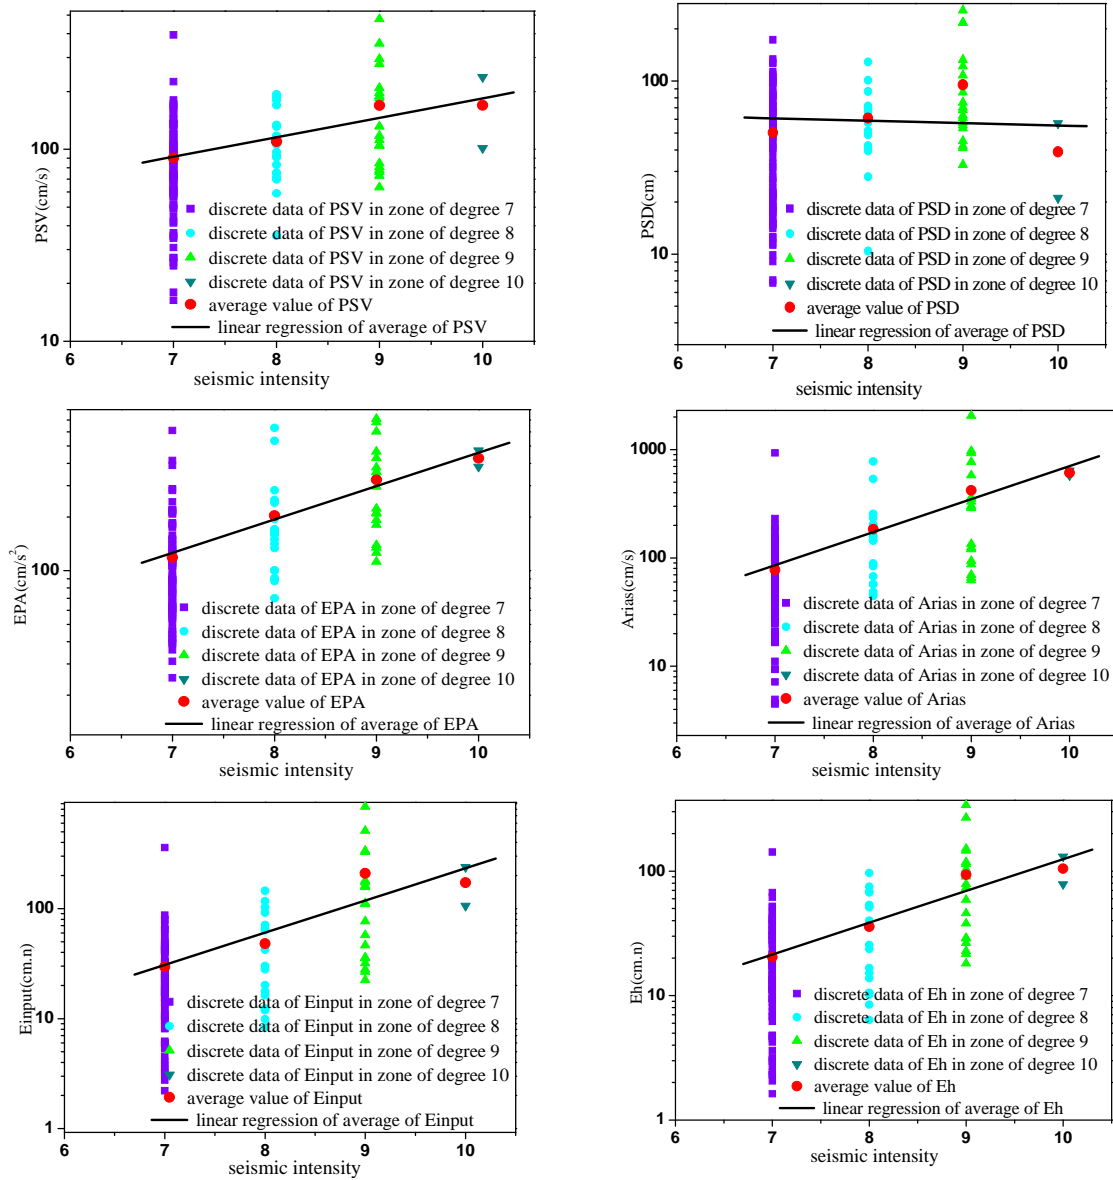 100
10
PSV(cm/s)
discrete data of PSV in zone of degree 7
discrete data of PSV in zone of degree 8
discrete data of PSV in zone of degree 9
discrete data of PSV in zone of degree 10
average value of PSV
linear regression of average of PSV
6 7 8 9 10
seismic intensity
100
10
PSD(cm)
discrete data of PSD in zone of degree 7
discrete data of PSD in zone of degree 8
discrete data of PSD in zone of degree 9
discrete data of PSD in zone of degree 10
average value of PSD
linear regression of average of PSD
6 7 8 9 10
seismic intensity
100
EPA(cm/s²)
discrete data of EPA in zone of degree 7
discrete data of EPA in zone of degree 8
discrete data of EPA in zone of degree 9
discrete data of EPA in zone of degree 10
average value of EPA
linear regression of average of EPA
6 7 8 9 10
seismic intensity
1000
100
10
Arias(cm/s)
discrete data of Arias in zone of degree 7
discrete data of Arias in zone of degree 8
discrete data of Arias in zone of degree 9
discrete data of Arias in zone of degree 10
average value of Arias
linear regression of average of Arias
6 7 8 9 10
seismic intensity
100
10
1
Einput(cm.n)
discrete data of Einput in zone of degree 7
discrete data of Einput in zone of degree 8
discrete data of Einput in zone of degree 9
discrete data of Einput in zone of degree 10
average value of Einput
linear regression of average of Einput
6 7 8 9 10
seismic intensity
100
10
1
Eh(cm.n)
discrete data of Eh in zone of degree 7
discrete data of Eh in zone of degree 8
discrete data of Eh in zone of degree 9
discrete data of Eh in zone of degree 10
average value of Eh
linear regression of average of Eh
6 7 8 9 10
seismic intensity